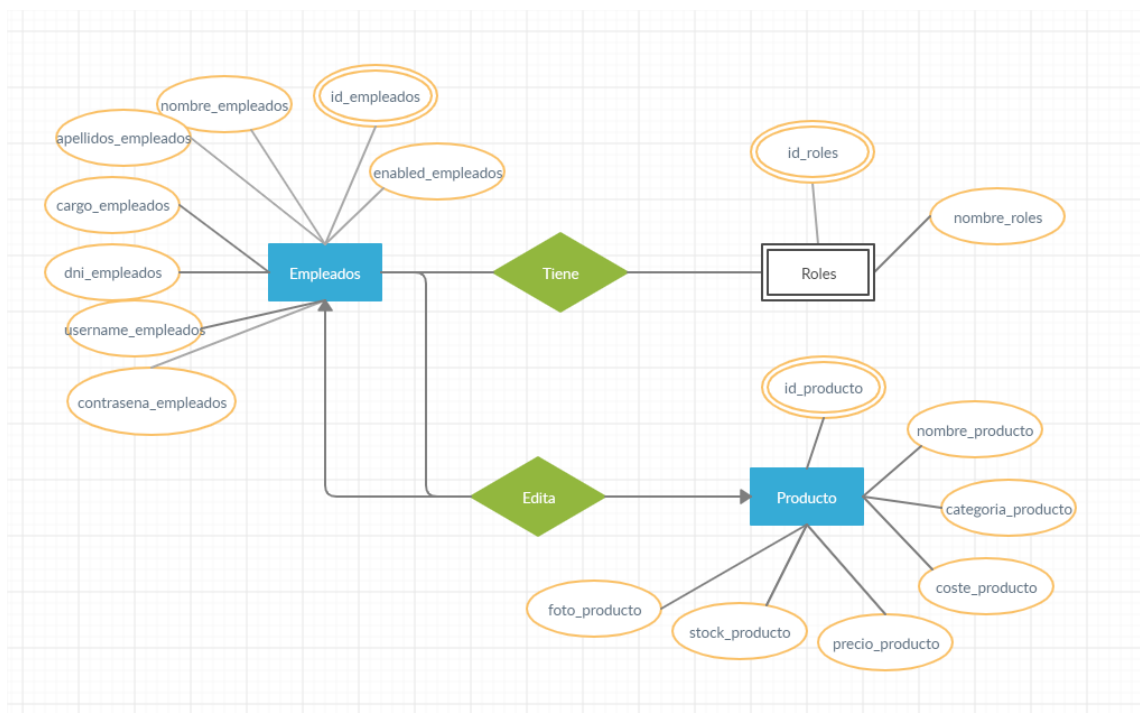 id_empleados
nombre_empleados
apellidos_empleados
enabled_empleados
id_roles
cargo_empleados
nombre_roles
dni_empleados
Empleados
Tiene
Roles
username_empleados
contrasena_empleados
id_producto
nombre_producto
Edita
Producto
categoria_producto
coste_producto
foto_producto
stock_producto
precio_producto